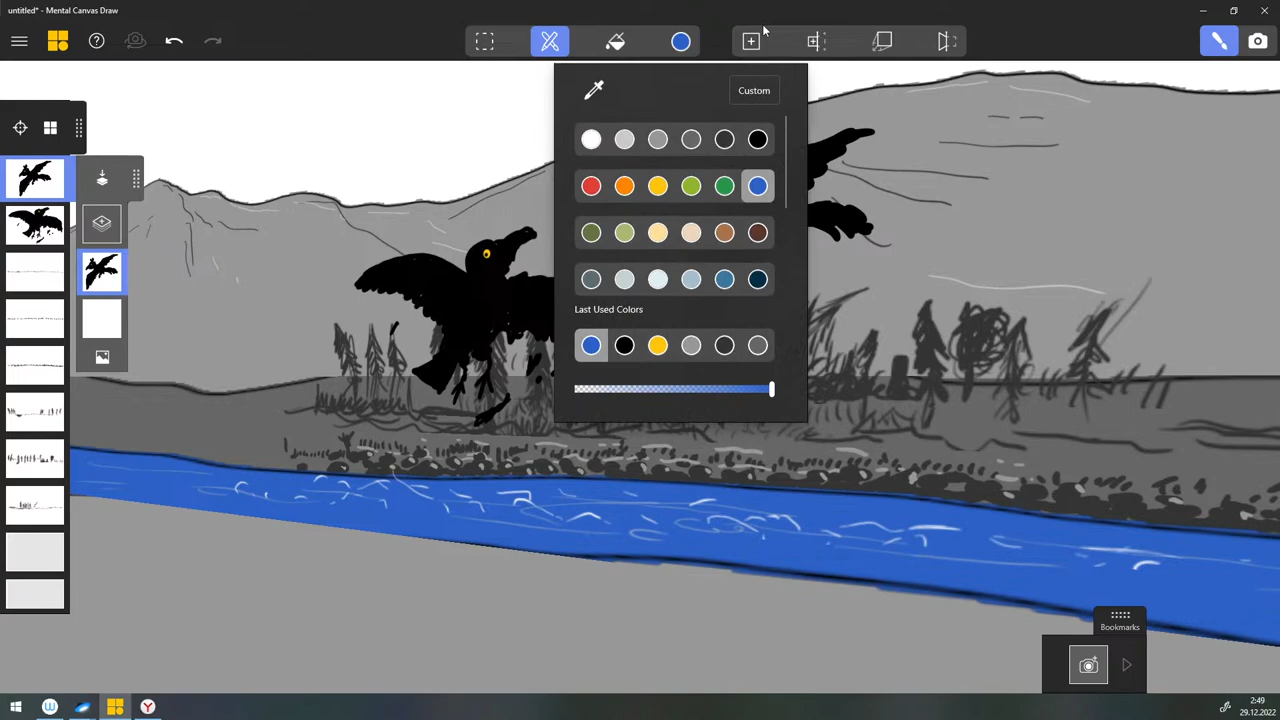 untitled* - Mental Canvas Draw
Custom
Last Used Colors
Bookmarks
2:49
29.12.2022